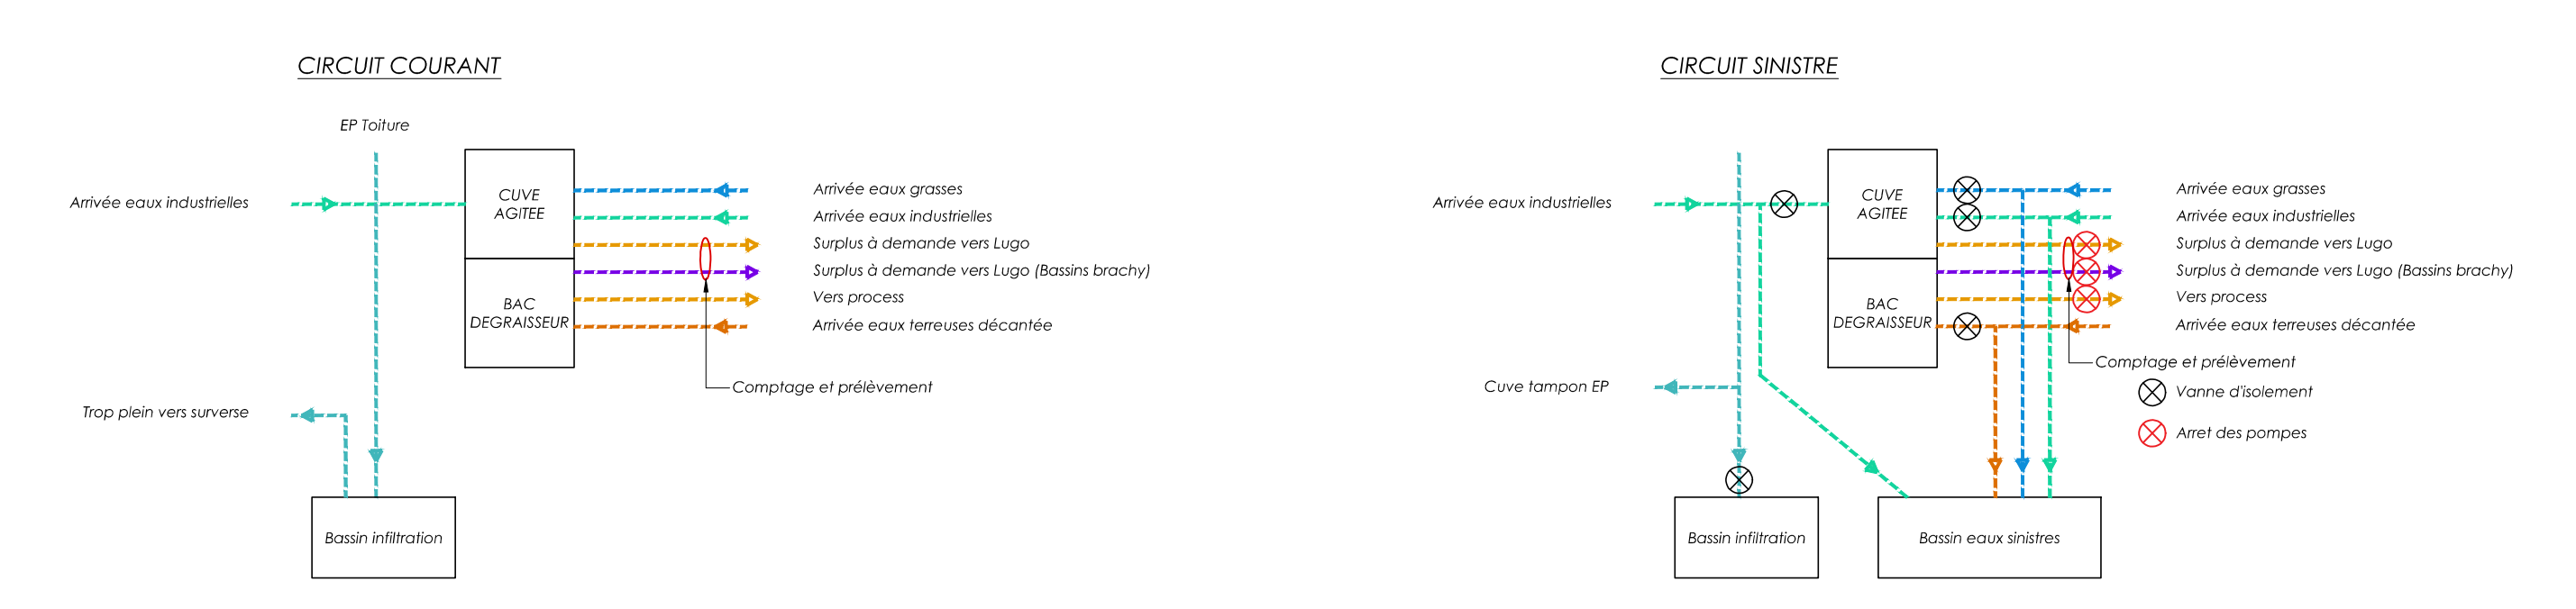 CIRCUIT COURANT
EP Toiture
Arrivée eaux industrielles
CUVE
AGITEE
BAC
DEGRAISSEUR
Arrivée eaux grasses
Arrivée eaux industrielles
Surplus à demande vers Lugo
Surplus à demande vers Lugo (Bassins brachy)
Vers process
Arrivée eaux terreuses décantée
Comptage et prélèvement
Trop plein vers surverse
Bassin infiltration
CIRCUIT SINISTRE
Arrivée eaux industrielles
CUVE
AGITEE
BAC
DEGRAISSEUR
Arrivée eaux grasses
Arrivée eaux industrielles
Surplus à demande vers Lugo
Surplus à demande vers Lugo (Bassins brachy)
Vers process
Arrivée eaux terreuses décantée
Comptage et prélèvement
Cuve tampon EP
Vanne d'isolement
Arret des pompes
Bassin infiltration
Bassin eaux sinistres